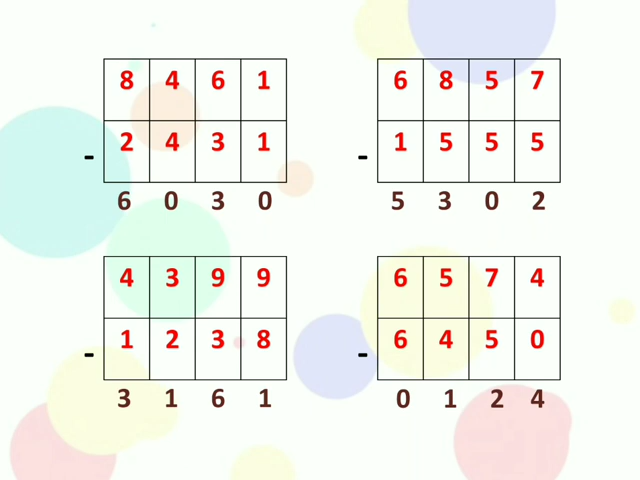 8 4 6 1
- 2 4 3 1
6 0 3 0
6 8 5 7
- 1 5 5 5
5 3 0 2
4 3 9 9
- 1 2 3 8
3 1 6 1
6 5 7 4
- 6 4 5 0
0 1 2 4